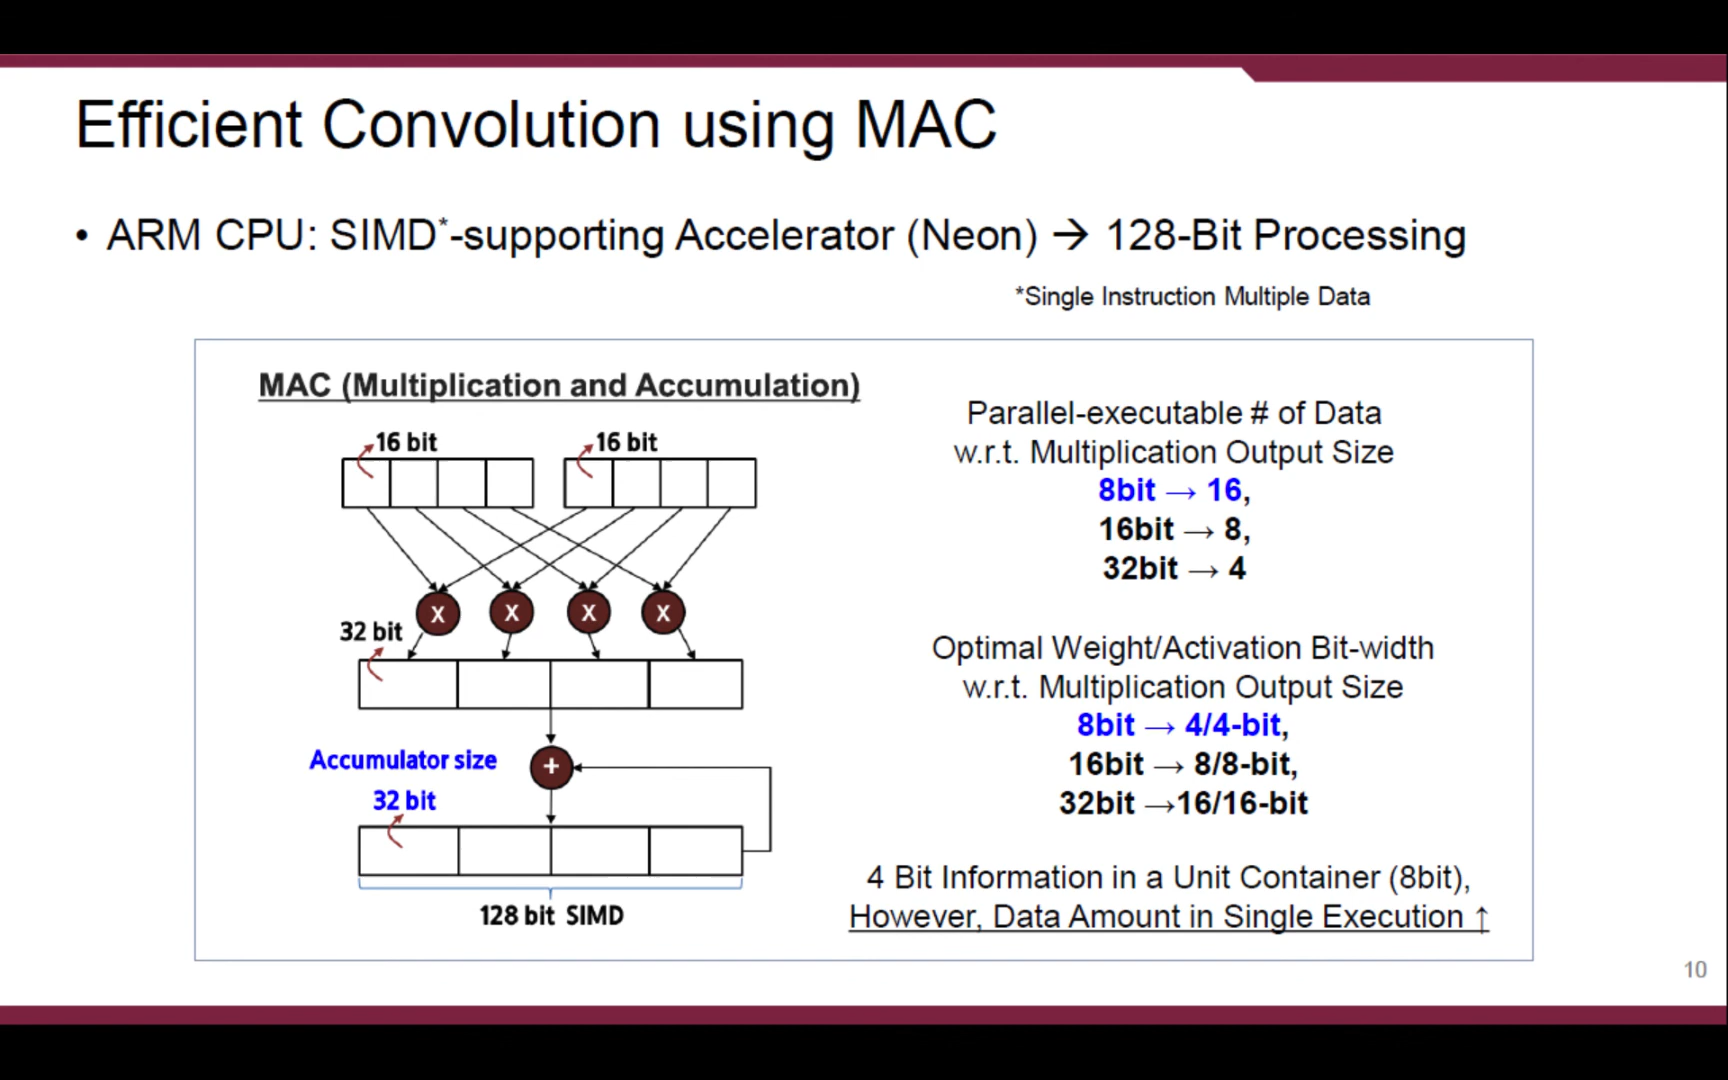 Efficient Convolution using MAC
• ARM CPU: SIMD*-supporting Accelerator (Neon) → 128-Bit Processing
*Single Instruction Multiple Data
MAC (Multiplication and Accumulation)
16 bit
16 bit
X X X X
32 bit
Accumulator size
+
32 bit
128 bit SIMD
Parallel-executable # of Data
w.r.t. Multiplication Output Size
8bit → 16,
16bit → 8,
32bit → 4
Optimal Weight/Activation Bit-width
w.r.t. Multiplication Output Size
8bit → 4/4-bit,
16bit → 8/8-bit,
32bit →16/16-bit
4 Bit Information in a Unit Container (8bit),
However, Data Amount in Single Execution ↑
10